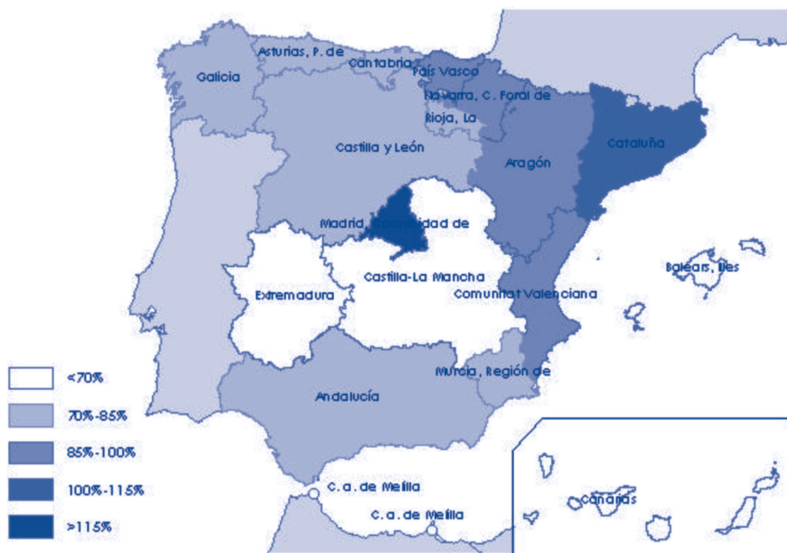 Asturias, P. de
Cantabria
País Vasco
Galicia
Navarra, C. Foral de
Rioja, La
Castilla y León
Cataluña
Aragón
Madrid, Comunidad de
Balears, Illes
Castilla-La Mancha
Extremadura
Comunitat Valenciana
Murcia, Región de
Andalucía
<70%
70%-85%
85%-100%
100%-115%
>115%
C. a. de Melilla
C. a. de Melilla
Canarias